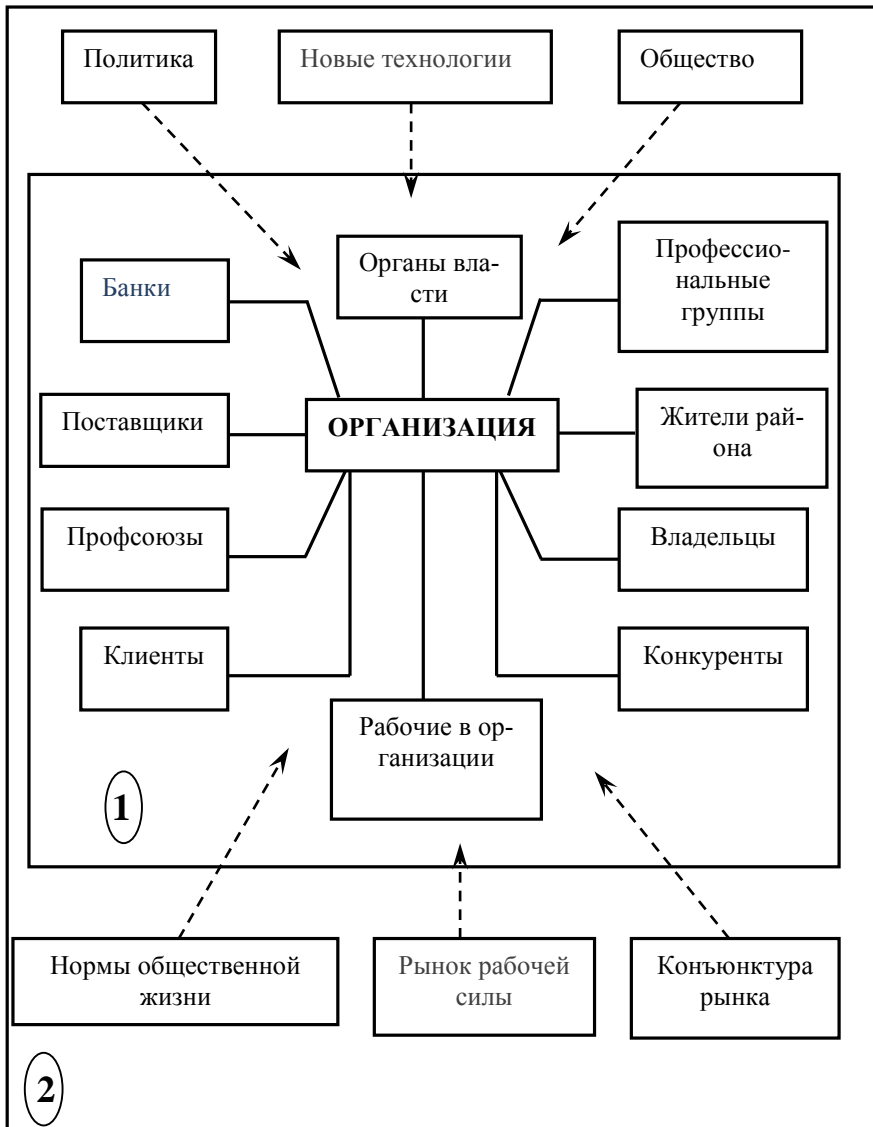 Политика
Новые технологии
Общество
Органы вла-
сти
Профессио-
нальные
группы
Банки
Поставщики
ОРГАНИЗАЦИЯ
Жители рай-
она
Профсоюзы
Владельцы
Клиенты
Конкуренты
Рабочие в ор-
ганизации
1
Нормы общественной
жизни
Рынок рабочей
силы
Конъюнктура
рынка
2